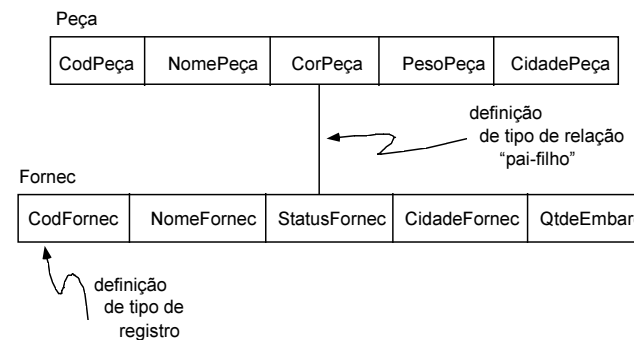 Peça
CodPeça NomePeça CorPeça PesoPeça CidadePeça
definição
de tipo de relação
“pai-filho”
Fornec
CodFornec NomeFornec StatusFornec CidadeFornec QtdeEmbar
definição
de tipo de
registro